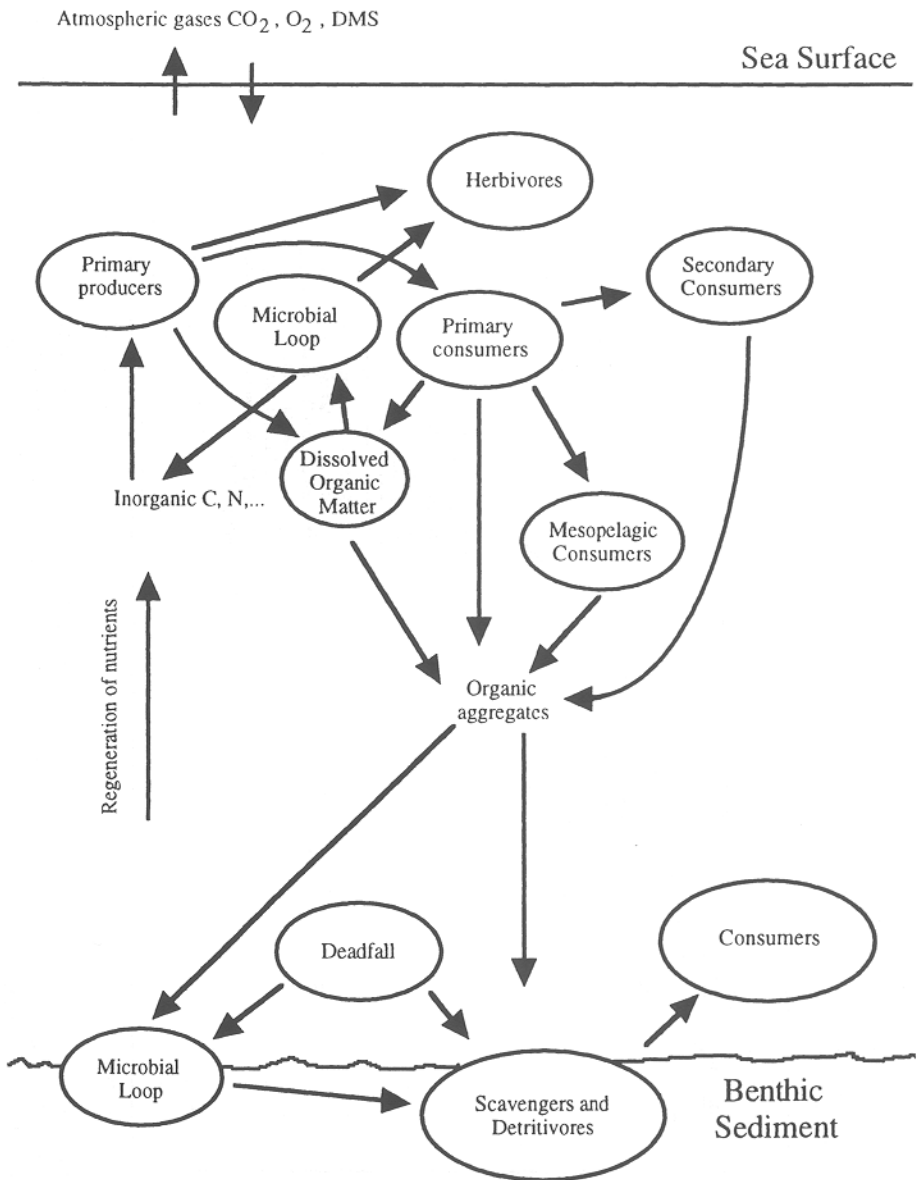 Atmospheric gases CO2 , O2 , DMS
Sea Surface
Herbivores
Primary
producers
Secondary
Consumers
Microbial
Loop
Primary
consumers
Dissolved
Organic
Matter
Inorganic C, N,...
Mesopelagic
Consumers
Regeneration of nutrients
Organic
aggregates
Deadfall
Consumers
Microbial
Loop
Scavengers and
Detritivores
Benthic
Sediment